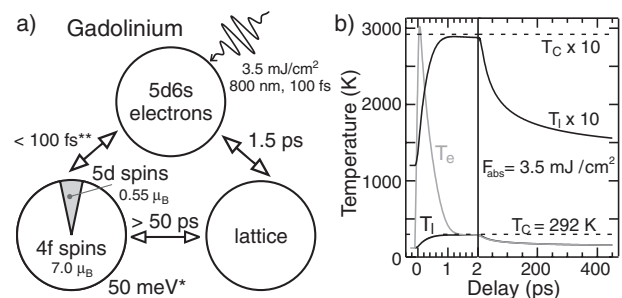 a)
Gadolinium
5d6s
electrons
3.5 mJ/cm²
800 nm, 100 fs
< 100 fs**
1.5 ps
5d spins
0.55 μB
4f spins
7.0 μB
> 50 ps
lattice
50 meV*
b)
Temperature (K)
3000
2000
1000
0
TC x 10
Tl x 10
Te
Fabs= 3.5 mJ /cm²
Tl
TC = 292 K
0 1 2 200 400
Delay (ps)